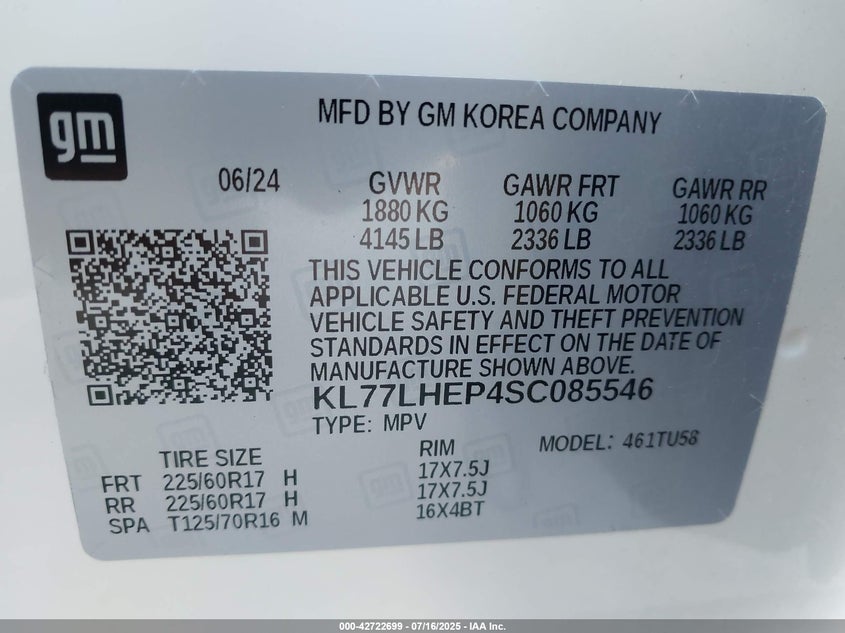 gm
MFD BY GM KOREA COMPANY
06/24
GVWR GAWR FRT GAWR RR
1880 KG 1060 KG 1060 KG
4145 LB 2336 LB 2336 LB
THIS VEHICLE CONFORMS TO ALL
APPLICABLE U.S. FEDERAL MOTOR
VEHICLE SAFETY AND THEFT PREVENTION
STANDARDS IN EFFECT ON THE DATE OF
MANUFACTURE SHOWN ABOVE.
KL77LHEP4SC085546
TYPE: MPV
MODEL: 461TU58
TIRE SIZE RIM
FRT 225/60R17 H 17X7.5J
RR 225/60R17 H 17X7.5J
SPA T125/70R16 M 16X4BT
000-42722699 - 07/16/2025 - IAA Inc.